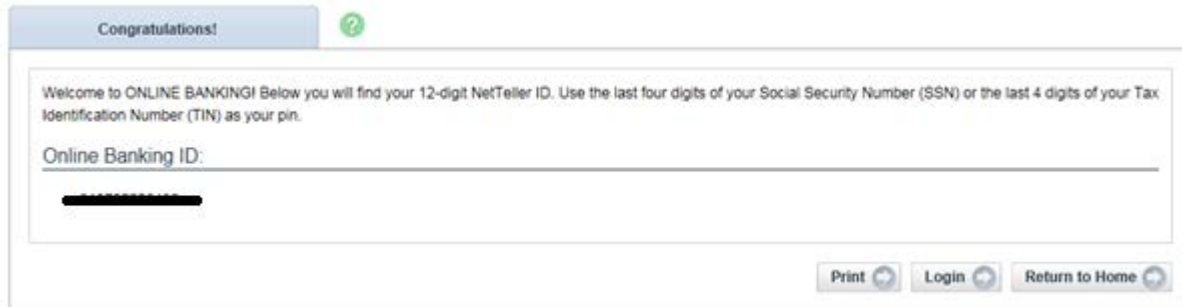 Congratulations!
?
Welcome to ONLINE BANKING! Below you will find your 12-digit NetTeller ID. Use the last four digits of your Social Security Number (SSN) or the last 4 digits of your Tax
Identification Number (TIN) as your pin.
Online Banking ID:
Print Login Return to Home